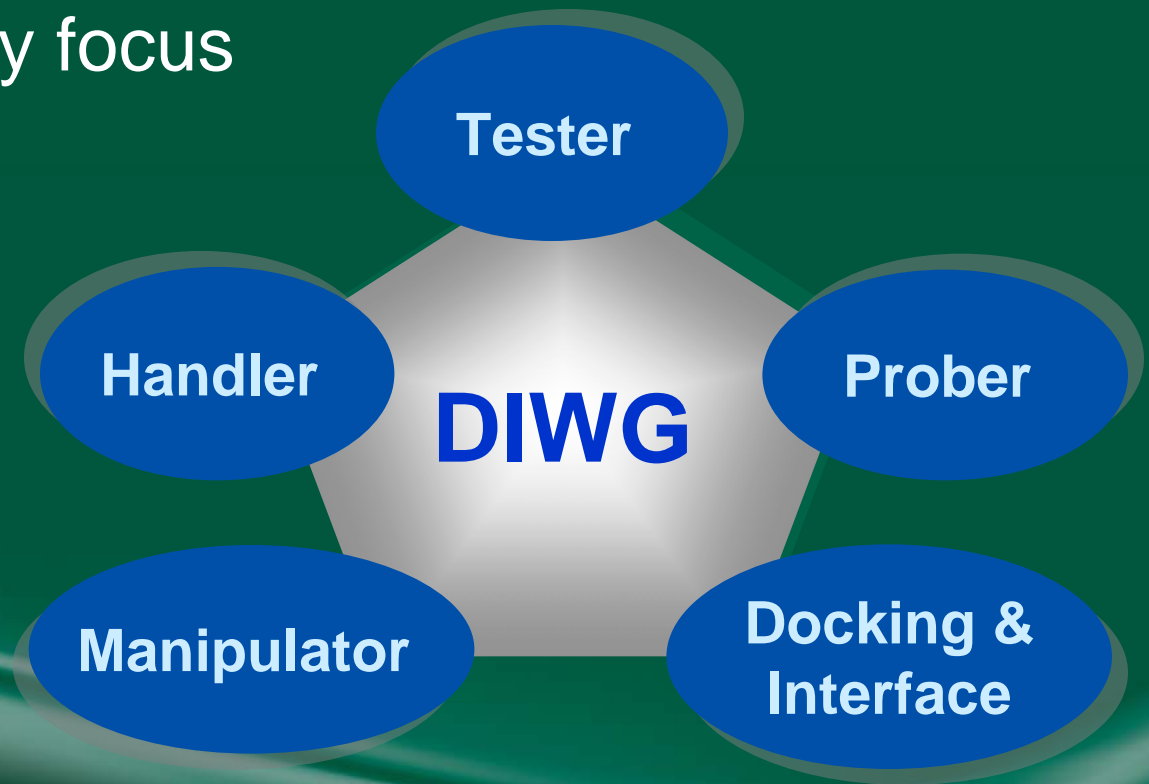 y focus
Tester
Handler
Prober
DIWG
Manipulator
Docking &
Interface